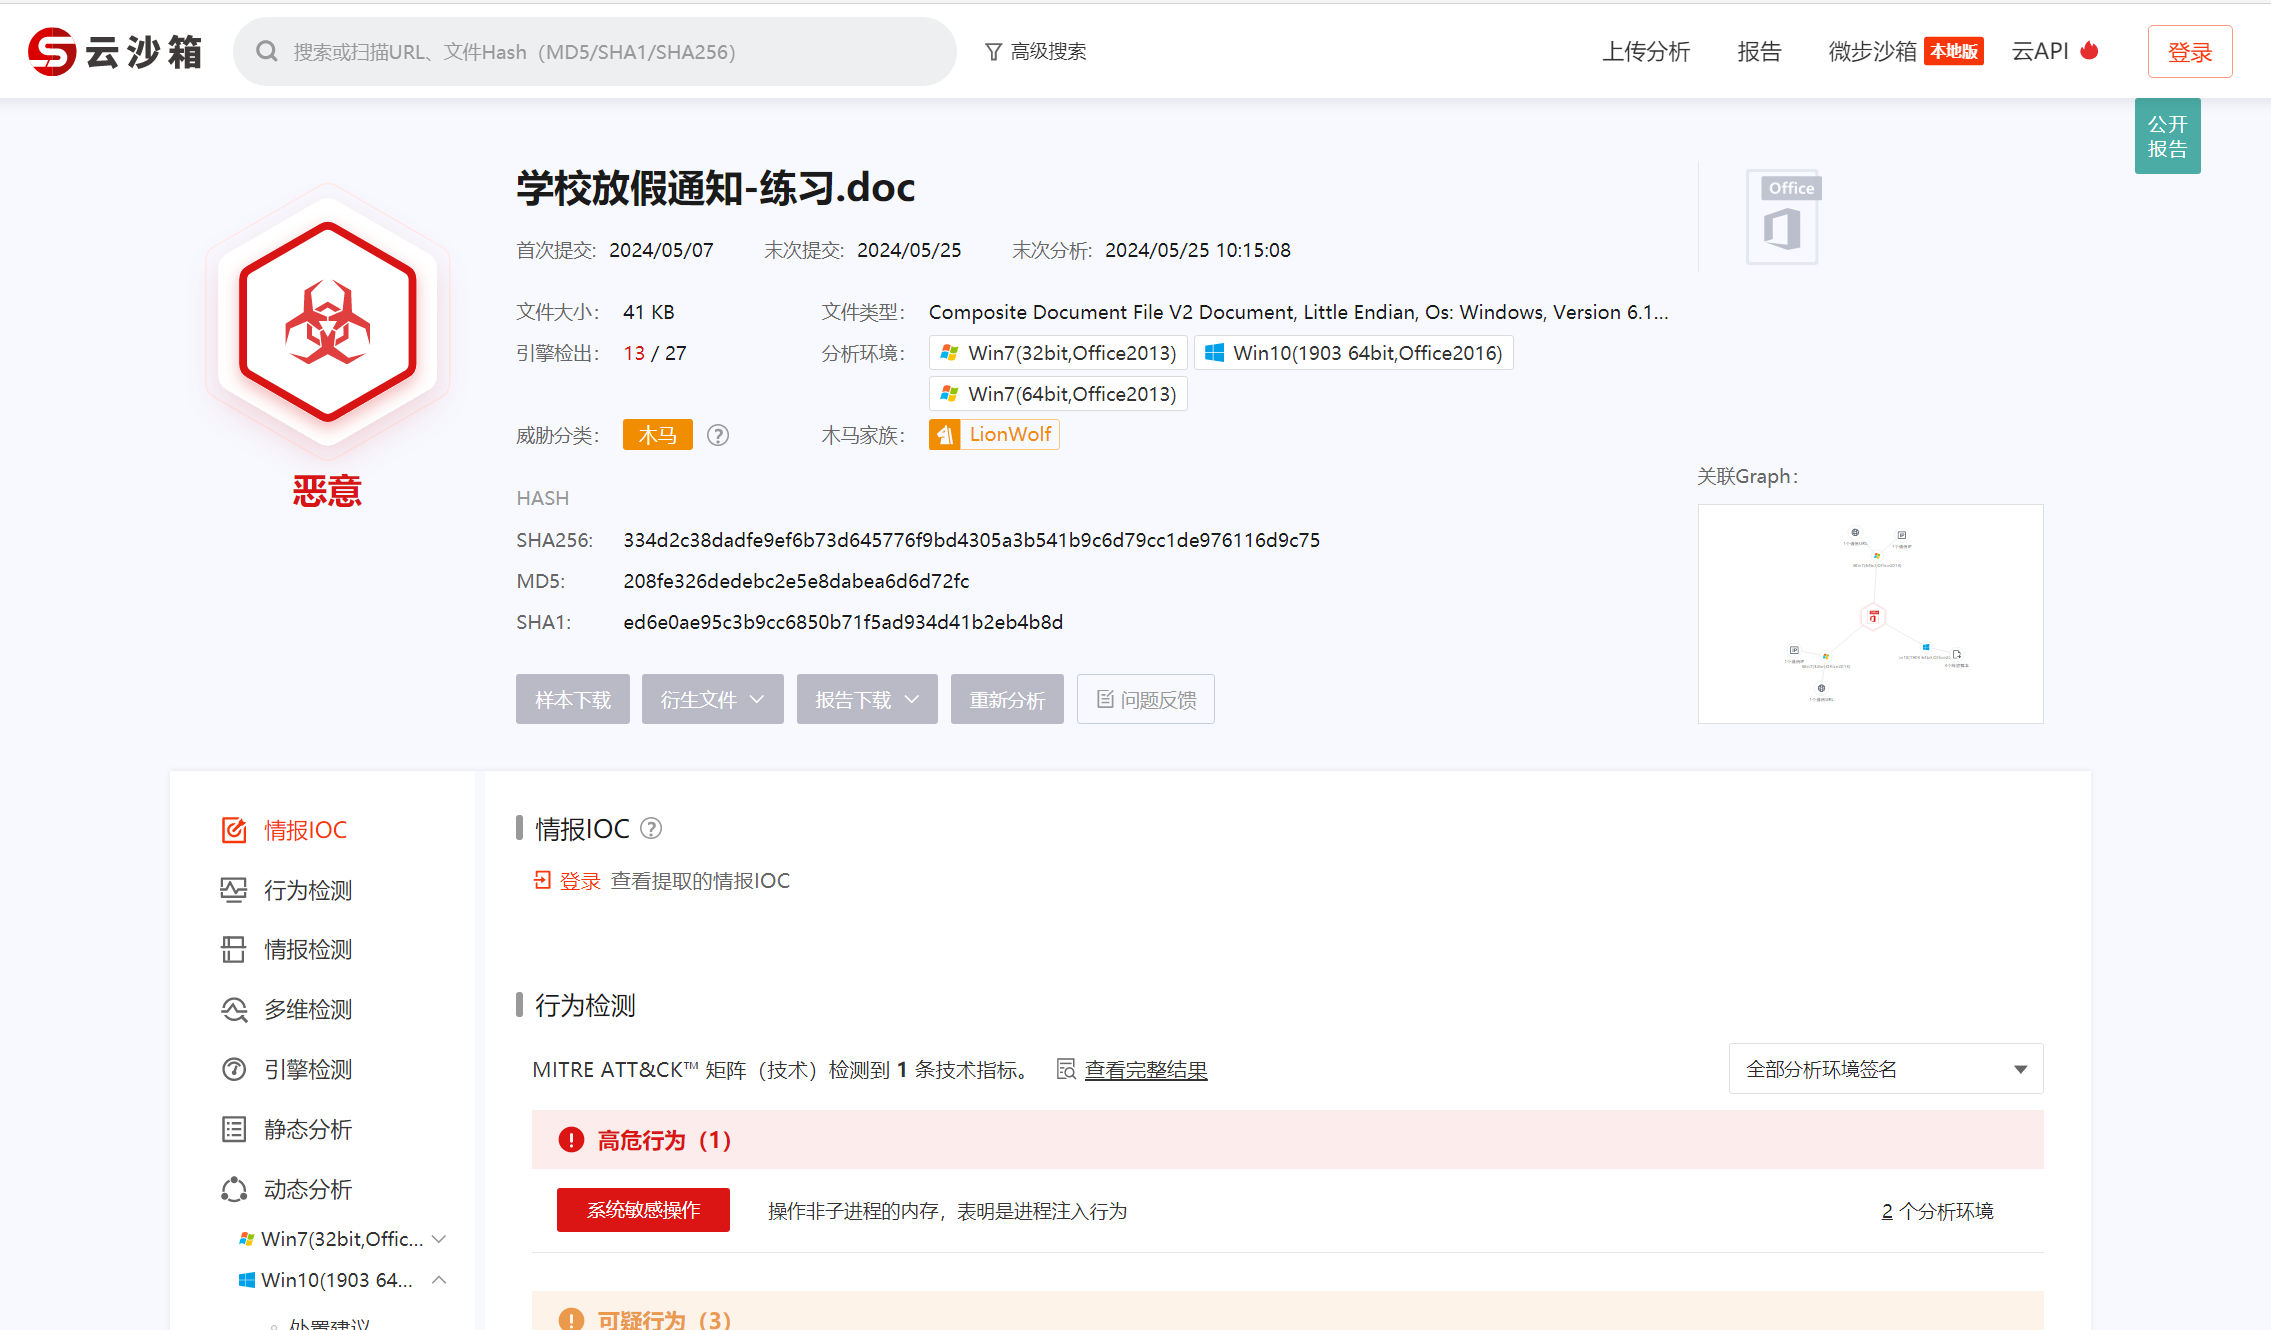 云沙箱
搜索或扫描URL、文件Hash（MD5/SHA1/SHA256）
高级搜索
上传分析
报告
微步沙箱 本地版
云API
登录
公开
报告
学校放假通知-练习.doc
Office
首次提交: 2024/05/07 末次提交: 2024/05/25 末次分析: 2024/05/25 10:15:08
文件大小: 41 KB 文件类型: Composite Document File V2 Document, Little Endian, Os: Windows, Version 6.1...
引擎检出: 13 / 27 分析环境: Win7(32bit,Office2013) Win10(1903 64bit,Office2016)
Win7(64bit,Office2013)
威胁分类: 木马 木马家族: LionWolf
恶意
HASH
SHA256: 334d2c38dadfe9ef6b73d645776f9bd4305a3b541b9c6d79cc1de976116d9c75
MD5: 208fe326dedebc2e5e8dabea6d6d72fc
SHA1: ed6e0ae95c3b9cc6850b71f5ad934d41b2eb4b8d
关联Graph:
样本下载 衍生文件 报告下载 重新分析 问题反馈
情报IOC
行为检测
情报检测
多维检测
引擎检测
静态分析
动态分析
Win7(32bit,Offic...
Win10(1903 64...
处置建议
情报IOC
登录 查看提取的情报IOC
行为检测
MITRE ATT&CK™ 矩阵（技术）检测到 1 条技术指标。 查看完整结果
全部分析环境签名
高危行为（1）
系统敏感操作 操作非子进程的内存，表明是进程注入行为 2 个分析环境
可疑行为（3）